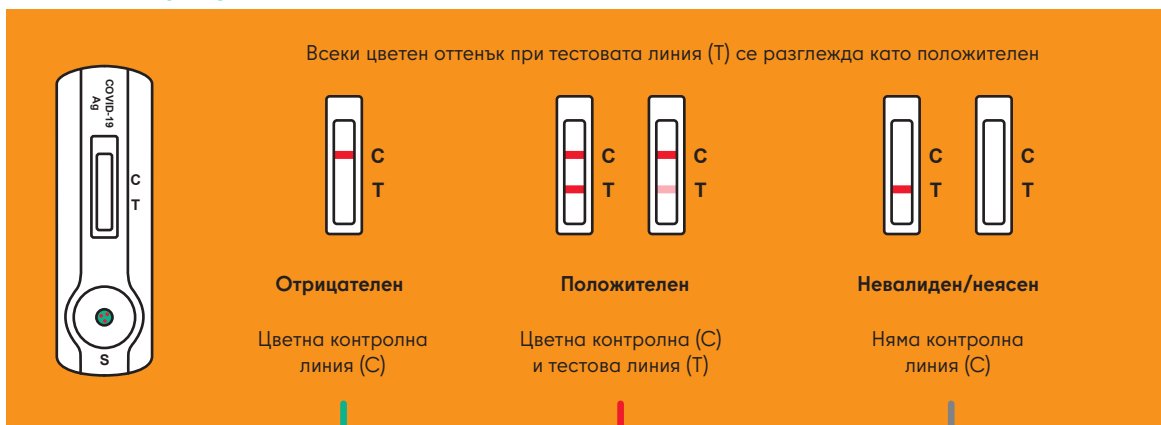 Всеки цветен оттенък при тестовата линия (T) се разглежда като положителен
COVID-19
Ag
C
T
S
C
T
C
T
C
T
C
T
C
T
Отрицателен
Положителен
Невалиден/неясен
Цветна контролна
линия (C)
Цветна контролна (C)
и тестова линия (T)
Няма контролна
линия (C)